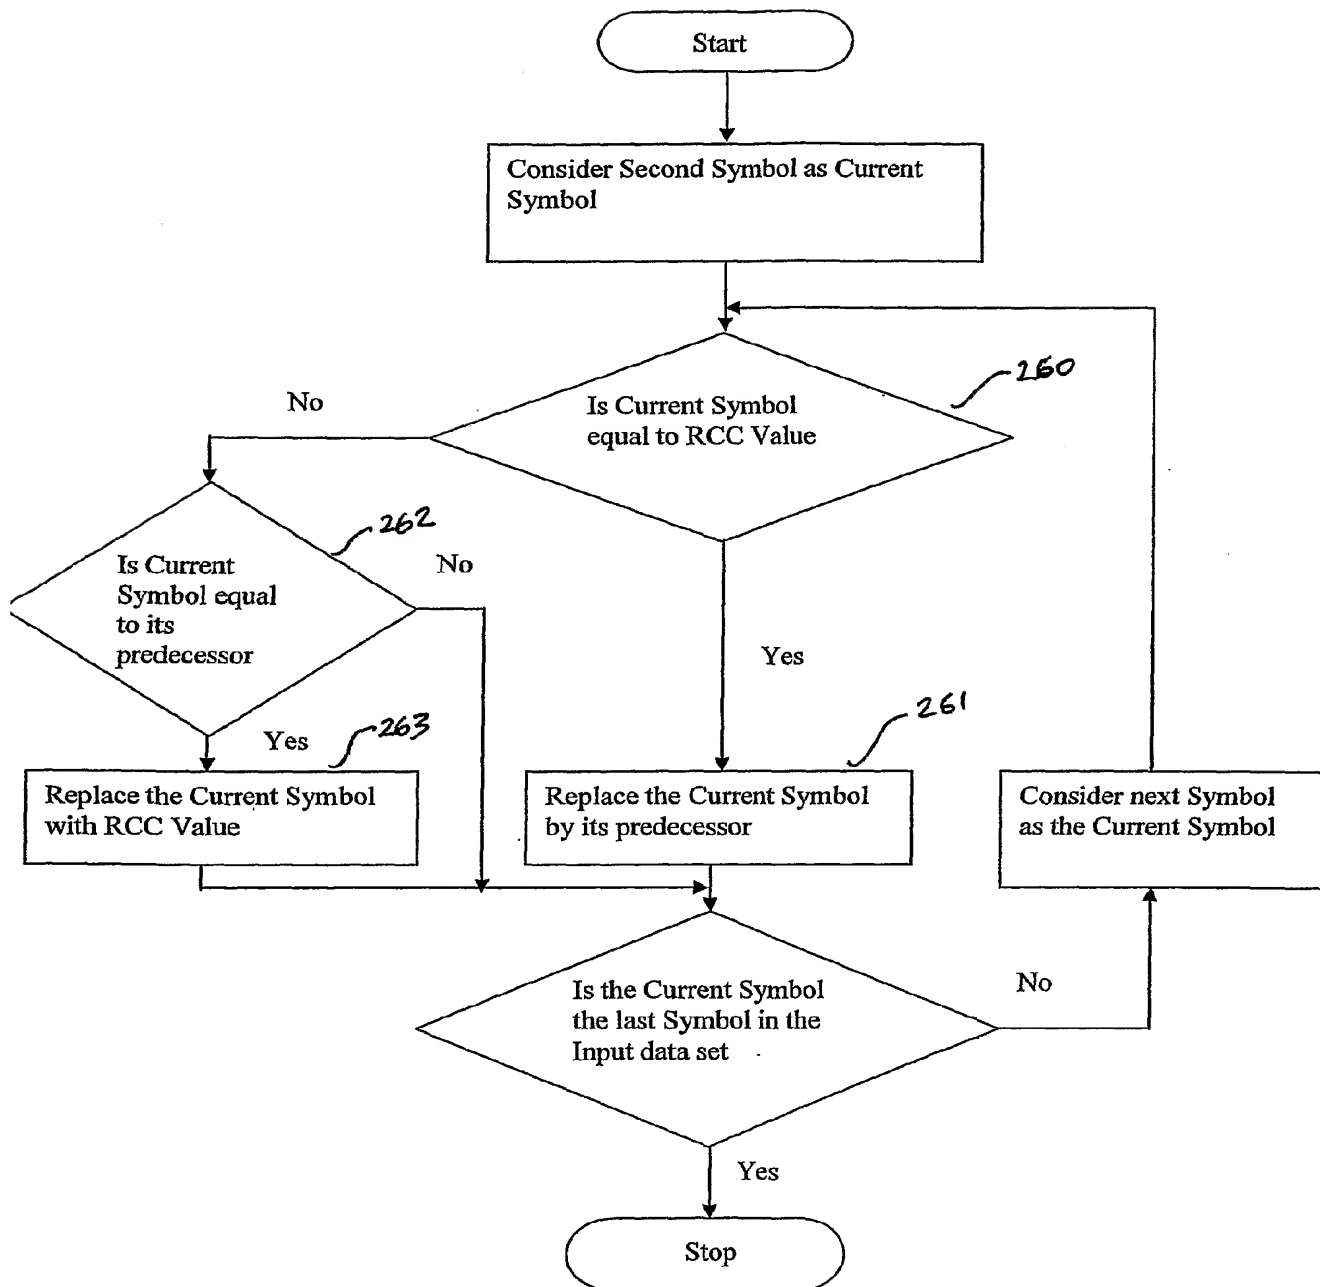 Start
Consider Second Symbol as Current
Symbol
260
No
Is Current Symbol
equal to RCC Value
262
Is Current
Symbol equal
to its
predecessor
No
Yes
261
Yes
263
Replace the Current Symbol
with RCC Value
Replace the Current Symbol
by its predecessor
Consider next Symbol
as the Current Symbol
Is the Current Symbol
the last Symbol in the
Input data set
No
Yes
Stop